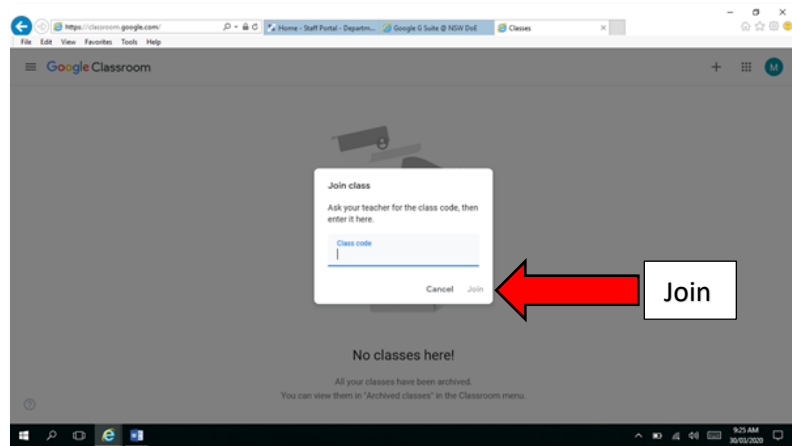 https://classroom.google.com/
Home - Staff Portal - Departm...
Google G Suite @ NSW DoE
Classes
File Edit View Favorites Tools Help
Google Classroom
M
Join class
Ask your teacher for the class code, then
enter it here.
Class code
Cancel Join
Join
No classes here!
All your classes have been archived.
You can view them in "Archived classes" in the Classroom menu.
9:25 AM
30/03/2020